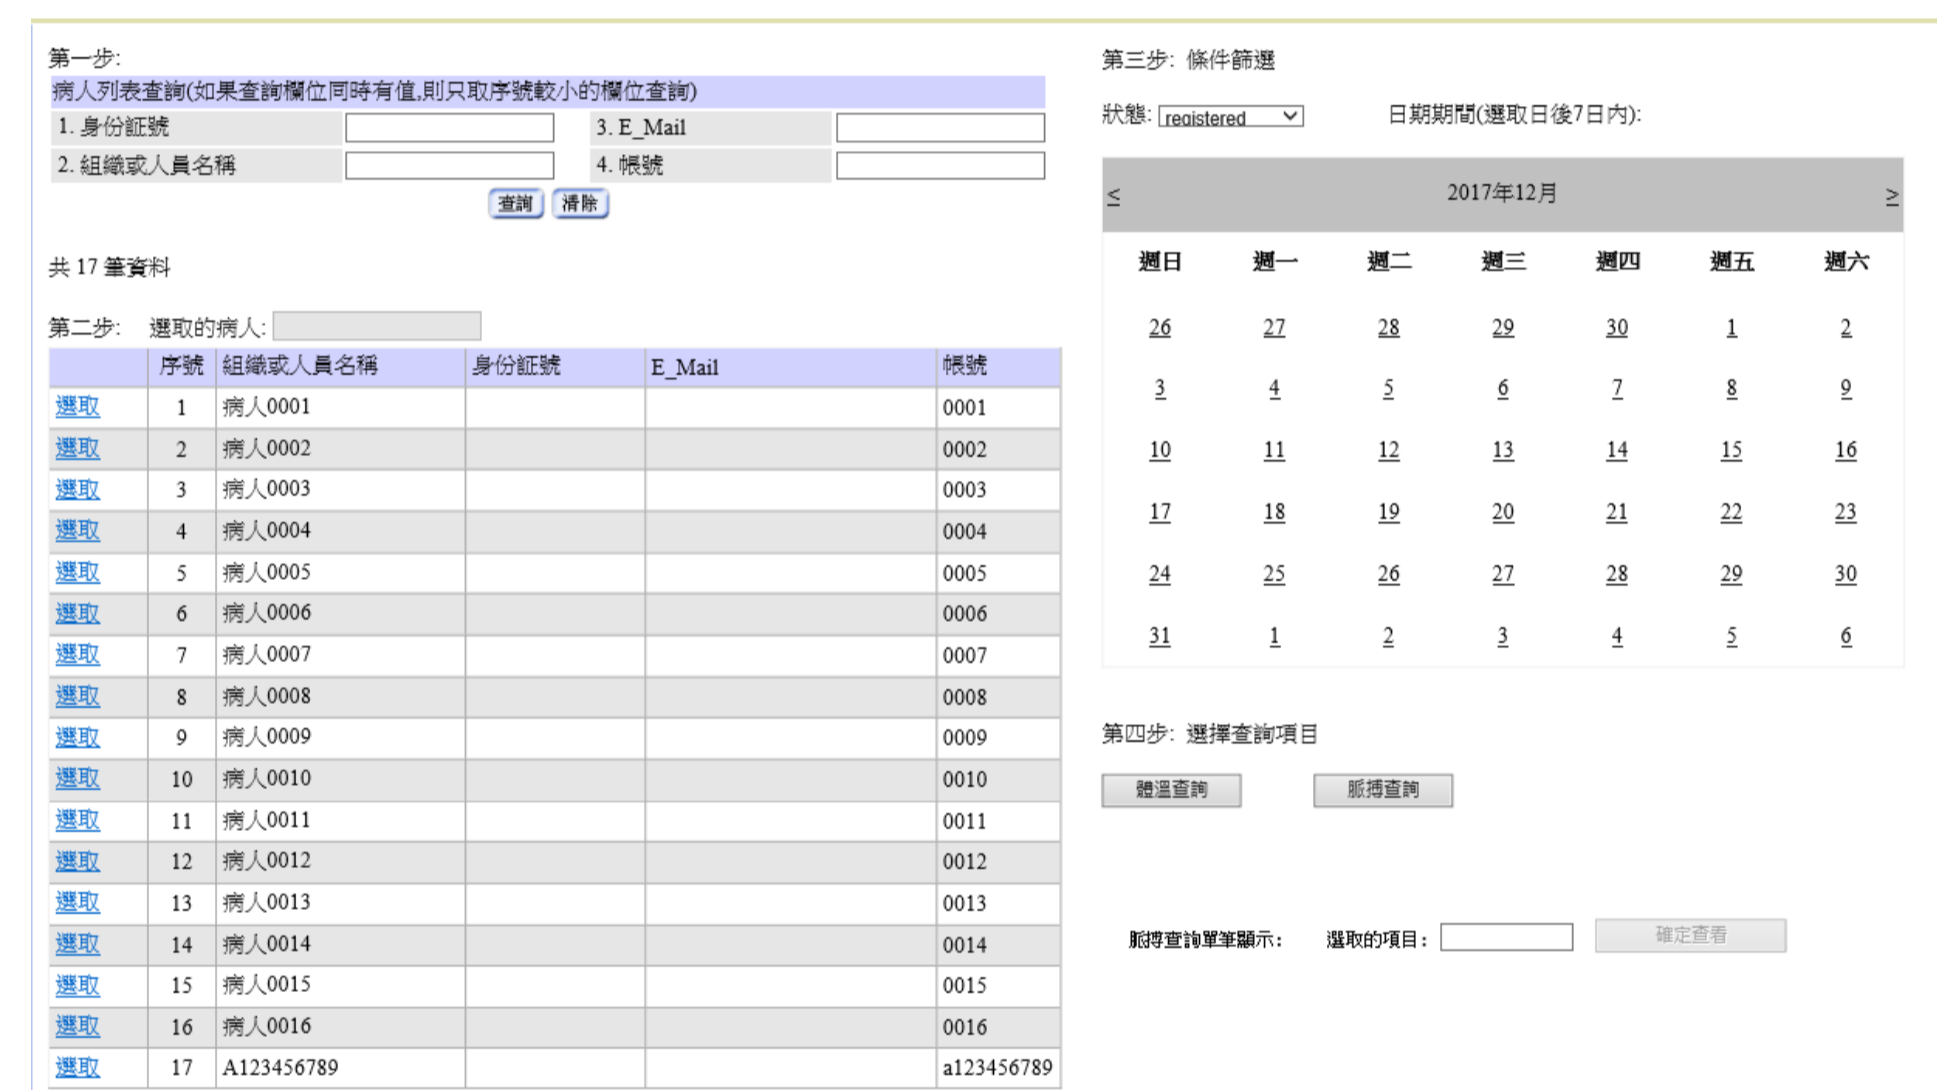 第一步:
病人列表查詢(如果查詢欄位同時有值,則只取序號較小的欄位查詢)
1. 身份証號 3. E_Mail
2. 組織或人員名稱 4. 帳號
查詢 清除
共 17 筆資料
第二步: 選取的病人:
序號 組織或人員名稱 身份証號 E_Mail 帳號
選取 1 病人0001 0001
選取 2 病人0002 0002
選取 3 病人0003 0003
選取 4 病人0004 0004
選取 5 病人0005 0005
選取 6 病人0006 0006
選取 7 病人0007 0007
選取 8 病人0008 0008
選取 9 病人0009 0009
選取 10 病人0010 0010
選取 11 病人0011 0011
選取 12 病人0012 0012
選取 13 病人0013 0013
選取 14 病人0014 0014
選取 15 病人0015 0015
選取 16 病人0016 0016
選取 17 A123456789 a123456789
第三步: 條件篩選
狀態: registered 日期期間(選取日後7日内):
≤ 2017年12月 ≥
週日 週一 週二 週三 週四 週五 週六
26 27 28 29 30 1 2
3 4 5 6 7 8 9
10 11 12 13 14 15 16
17 18 19 20 21 22 23
24 25 26 27 28 29 30
31 1 2 3 4 5 6
第四步: 選擇查詢項目
體溫查詢 脈搏查詢
脈搏查詢單筆顯示: 選取的項目: 確定查看